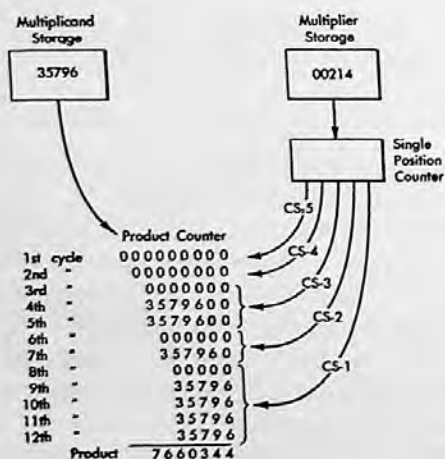 Multiplicand
Storage
35796
Multiplier
Storage
00214
Single
Position
Counter
CS-5
CS-4
CS-3
CS-2
CS-1
Product Counter
1st cycle 000000000
2nd " 00000000
3rd " 0000000
4th " 3579600
5th " 3579600
6th " 000000
7th " 357960
8th " 00000
9th " 35796
10th " 35796
11th " 35796
12th " 35796
Product 7660344